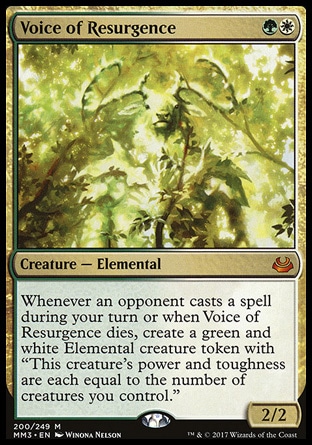 Voice of Resurgence
Creature — Elemental
Whenever an opponent casts a spell
during your turn or when Voice of
Resurgence dies, create a green and
white Elemental creature token with
“This creature's power and toughness
are each equal to the number of
creatures you control.”
2/2
200/249 M
MM3 • EN Winona Nelson
™ & © 2017 Wizards of the Coast